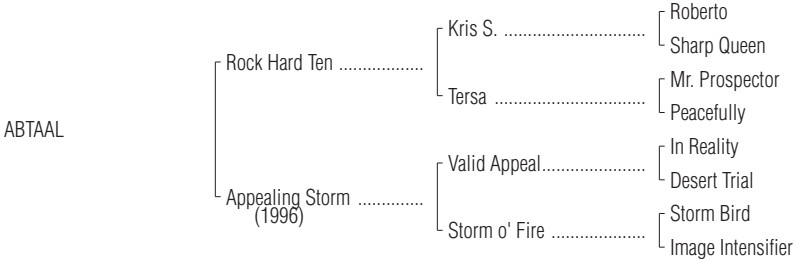 Roberto
Kris S. ..............................
Sharp Queen
Rock Hard Ten ..................
Mr. Prospector
Tersa ................................
Peacefully
ABTAAL
In Reality
Valid Appeal......................
Desert Trial
Appealing Storm ..............
(1996)
Storm Bird
Storm o' Fire ....................
Image Intensifier